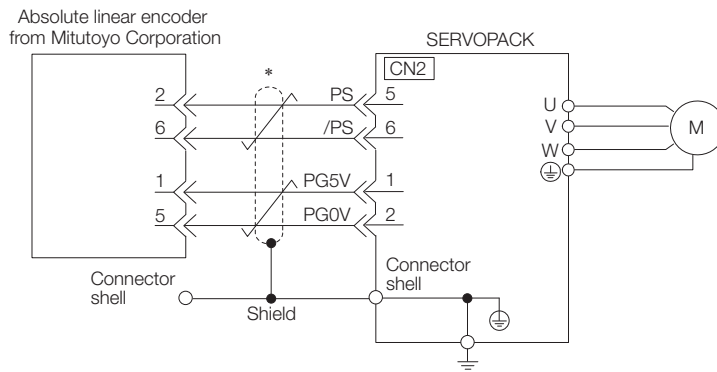 Absolute linear encoder
from Mitutoyo Corporation
SERVOPACK
*
CN2
2
PS
5
6
/PS
6
1
PG5V
1
5
PG0V
2
U
V
W
M
Connector
shell
Shield
Connector
shell